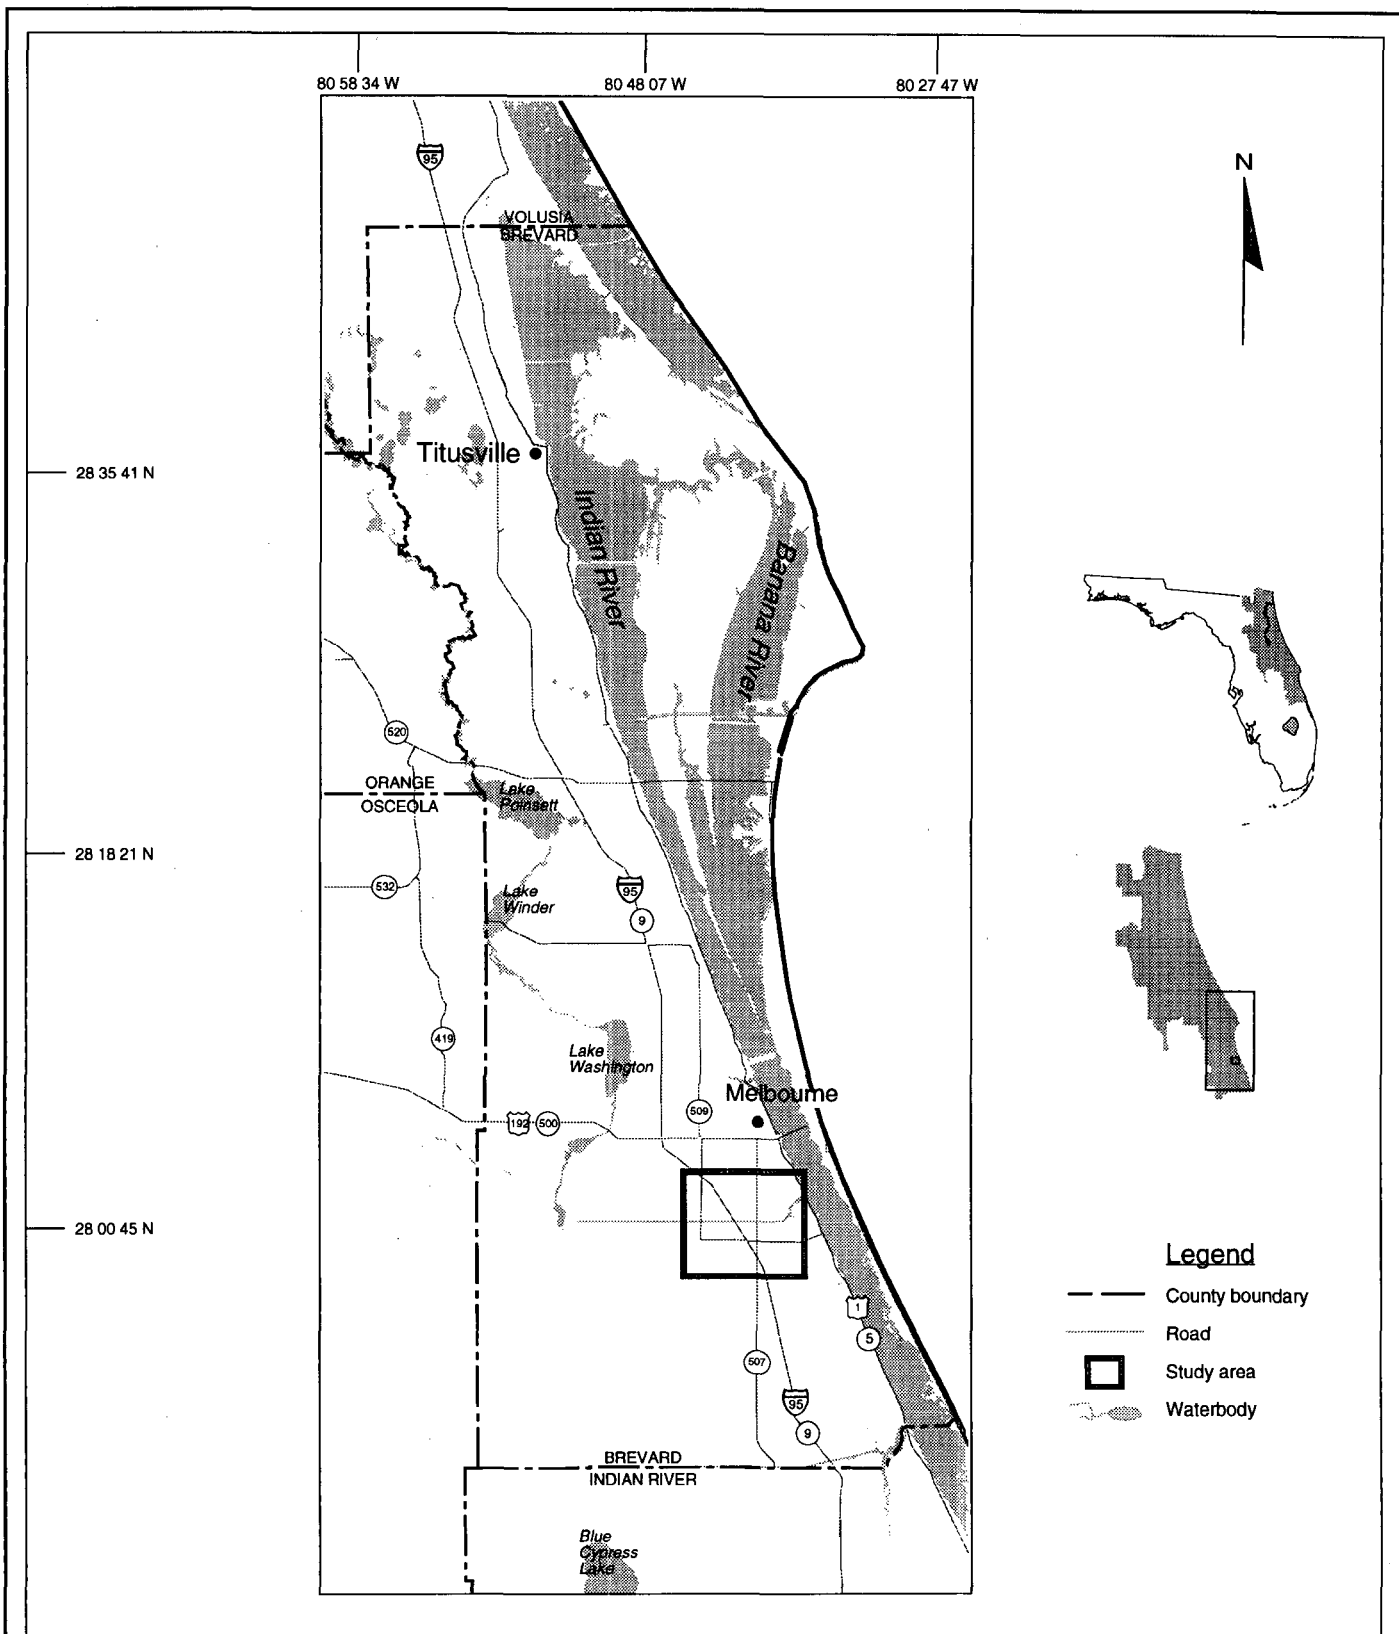 80 58 34 W
80 48 07 W
80 27 47 W
N
95
VOLUSIA
BREVARD
Titusville
28 35 41 N
Indian River
Banana River
520
ORANGE
OSCEOLA
Lake
Poinsett
28 18 21 N
532
Lake
Winder
95
9
419
Lake
Washington
Melbourne
509
192
500
28 00 45 N
Legend
County boundary
Road
Study area
Waterbody
1
5
507
95
9
BREVARD
INDIAN RIVER
Blue
Cypress
Lake